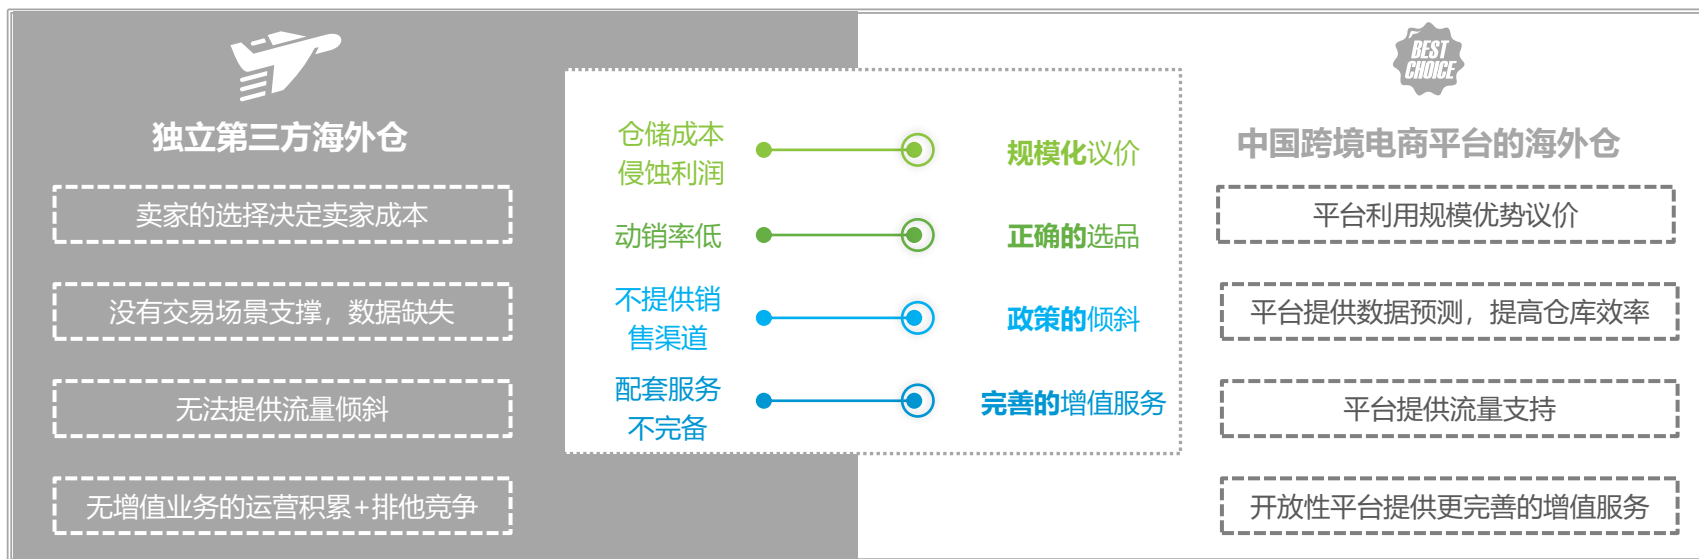 独立第三方海外仓
卖家的选择决定卖家成本
没有交易场景支撑，数据缺失
无法提供流量倾斜
无增值业务的运营积累+排他竞争
仓储成本
侵蚀利润
规模化议价
动销率低
正确的选品
不提供销
售渠道
政策的倾斜
配套服务
不完备
完善的增值服务
BEST
CHOICE
中国跨境电商平台的海外仓
平台利用规模优势议价
平台提供数据预测，提高仓库效率
平台提供流量支持
开放性平台提供更完善的增值服务